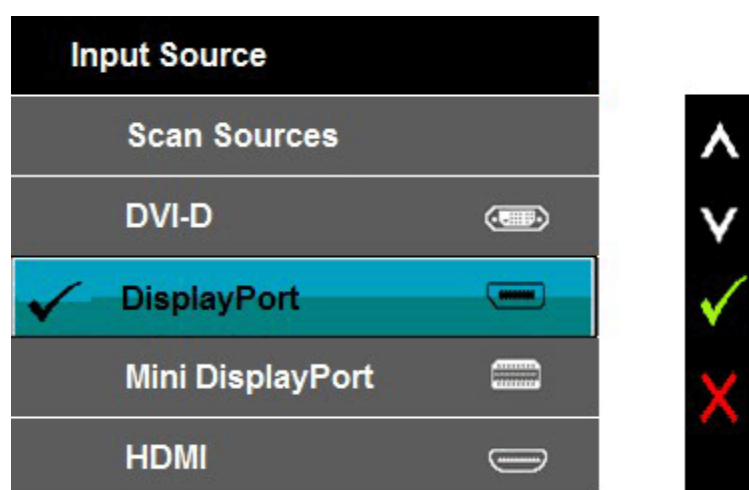 Input Source
Scan Sources
DVI-D
DisplayPort
Mini DisplayPort
HDMI